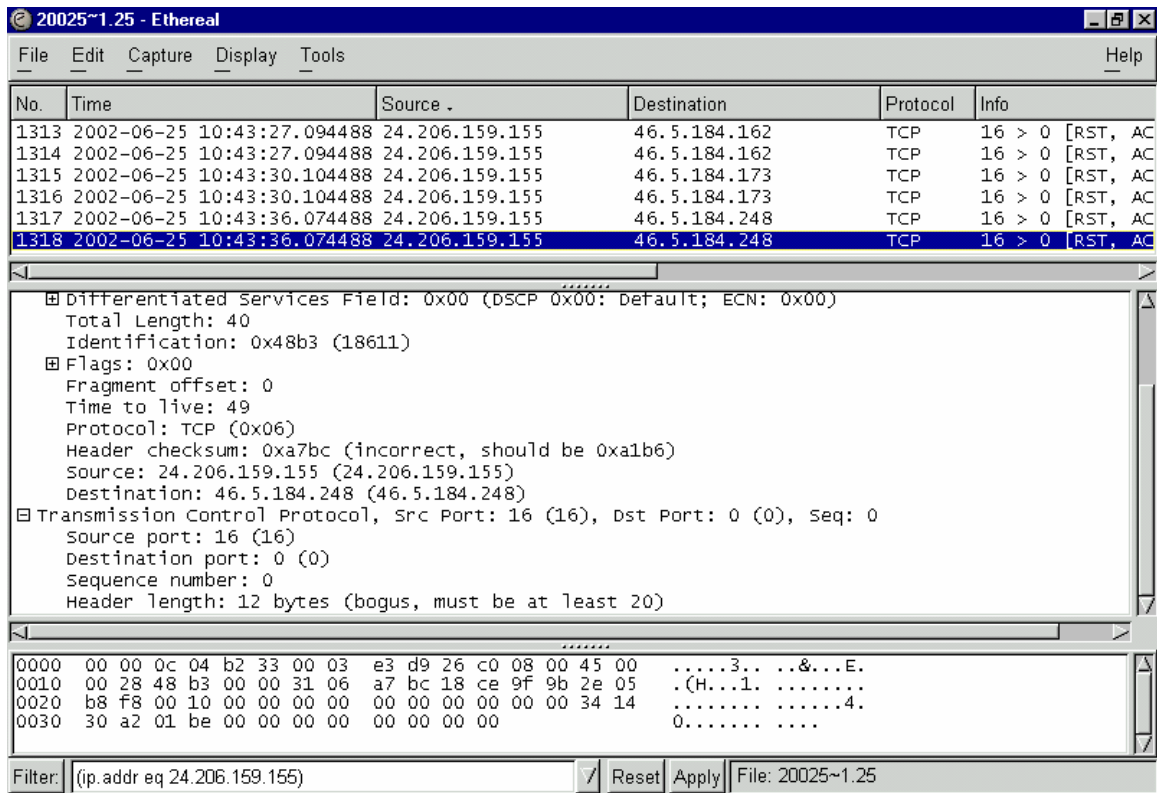 20025~1.25 - Ethereal
File Edit Capture Display Tools Help
No. Time Source Destination Protocol Info
1313 2002-06-25 10:43:27.094488 24.206.159.155 46.5.184.162 TCP 16 > 0 [RST, AC
1314 2002-06-25 10:43:27.094488 24.206.159.155 46.5.184.162 TCP 16 > 0 [RST, AC
1315 2002-06-25 10:43:30.104488 24.206.159.155 46.5.184.173 TCP 16 > 0 [RST, AC
1316 2002-06-25 10:43:30.104488 24.206.159.155 46.5.184.173 TCP 16 > 0 [RST, AC
1317 2002-06-25 10:43:36.074488 24.206.159.155 46.5.184.248 TCP 16 > 0 [RST, AC
1318 2002-06-25 10:43:36.074488 24.206.159.155 46.5.184.248 TCP 16 > 0 [RST, AC
Differentiated Services Field: 0x00 (DSCP 0x00: Default; ECN: 0x00)
Total Length: 40
Identification: 0x48b3 (18611)
Flags: 0x00
Fragment offset: 0
Time to live: 49
Protocol: TCP (0x06)
Header checksum: 0xa7bc (incorrect, should be 0xa1b6)
Source: 24.206.159.155 (24.206.159.155)
Destination: 46.5.184.248 (46.5.184.248)
Transmission Control Protocol, Src Port: 16 (16), Dst Port: 0 (0), Seq: 0
Source port: 16 (16)
Destination port: 0 (0)
Sequence number: 0
Header length: 12 bytes (bogus, must be at least 20)
0000 00 00 0c 04 b2 33 00 03 e3 d9 26 c0 08 00 45 00 .....3.. ..&...E.
0010 00 28 48 b3 00 00 31 06 a7 bc 18 ce 9f 9b 2e 05 .(H...1. ........
0020 b8 f8 00 10 00 00 00 00 00 00 00 00 00 00 34 14 ........ ......4.
0030 30 a2 01 be 00 00 00 00 00 00 00 00 0....... ....
Filter: (ip.addr eq 24.206.159.155) Reset Apply File: 20025~1.25